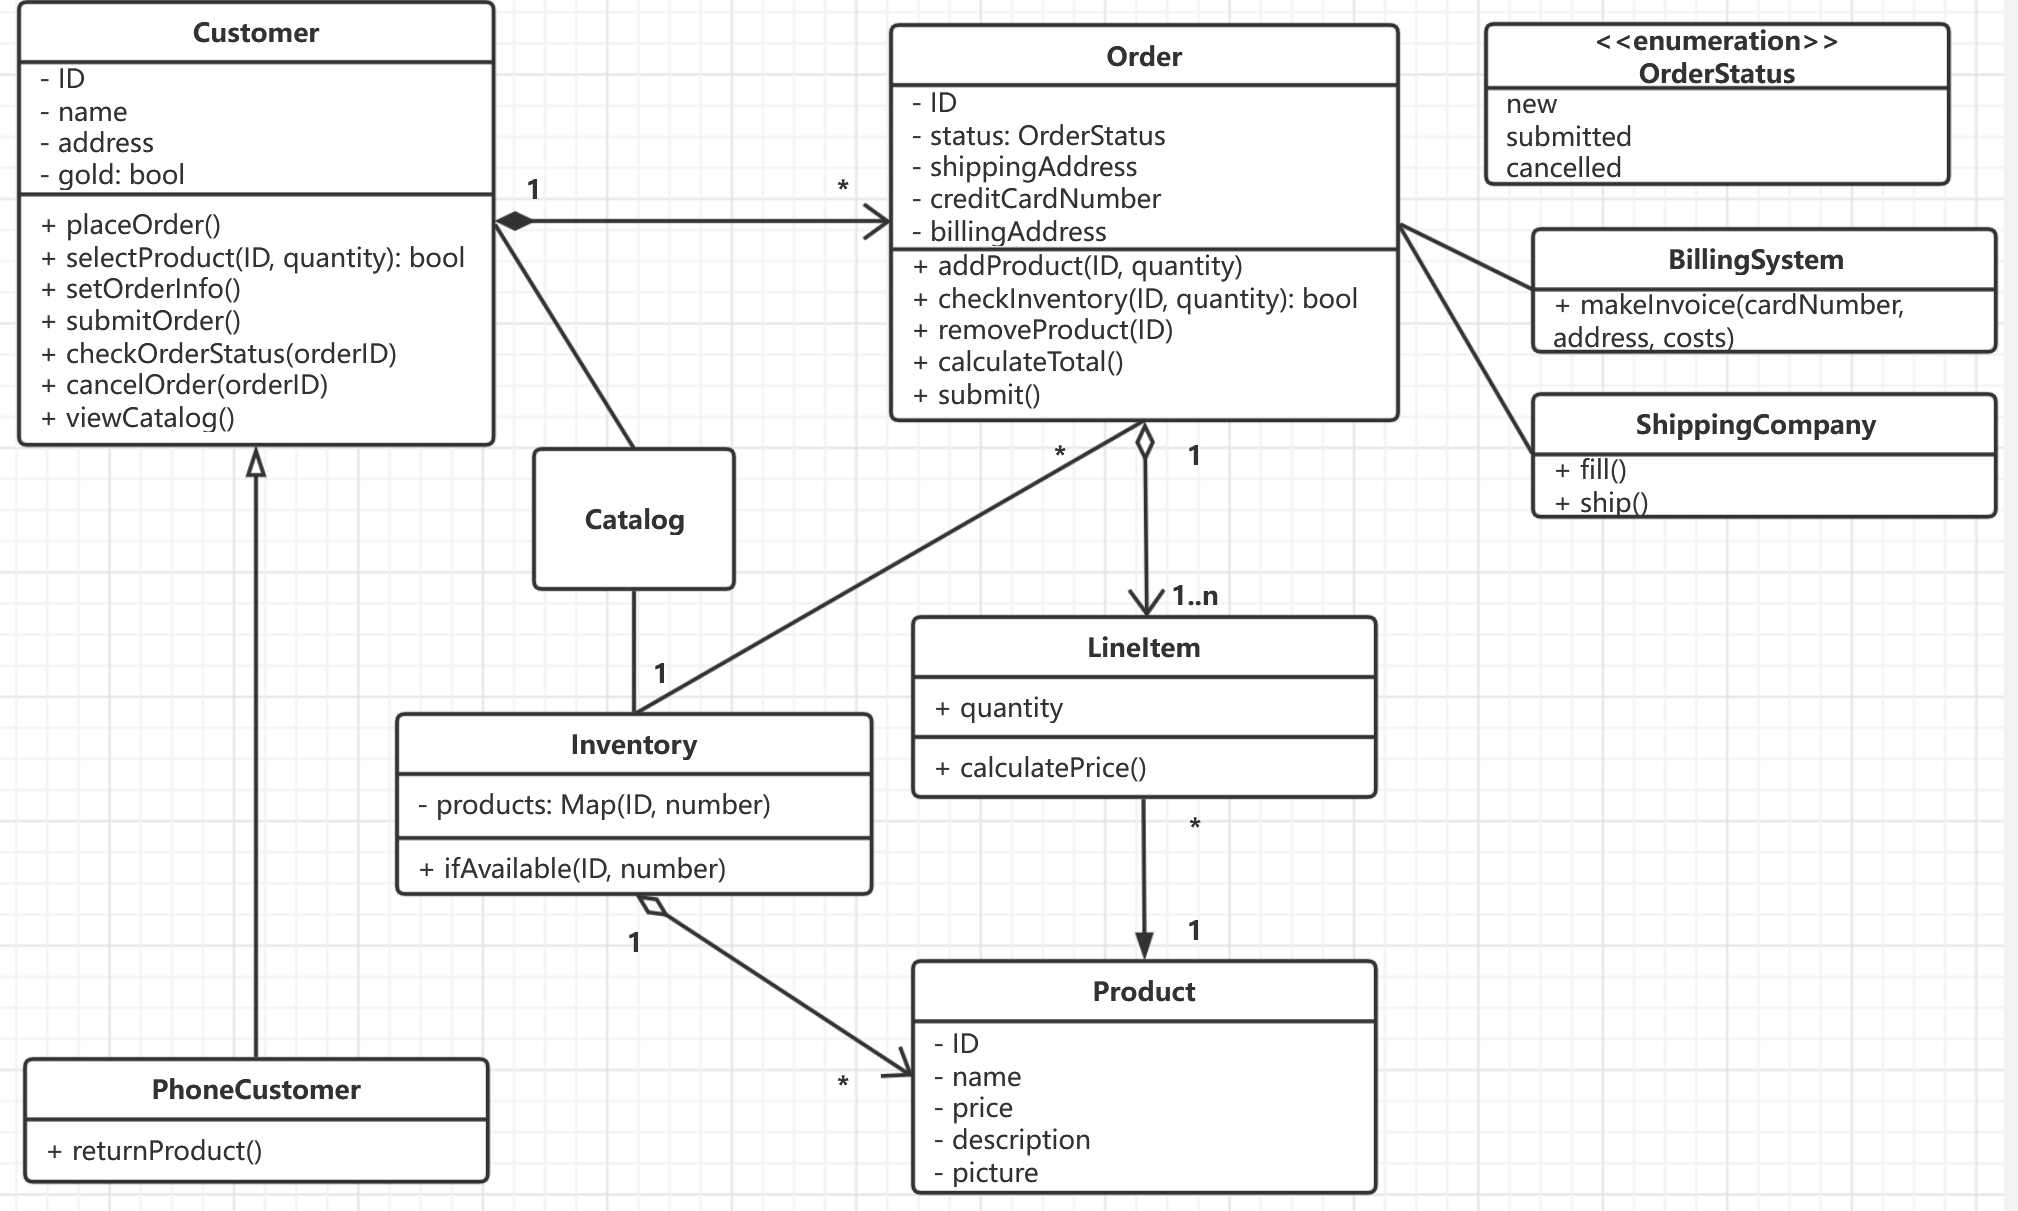 Customer
- ID
- name
- address
- gold: bool
+ placeOrder()
+ selectProduct(ID, quantity): bool
+ setOrderInfo()
+ submitOrder()
+ checkOrderStatus(orderID)
+ cancelOrder(orderID)
+ viewCatalog()
1
*
Order
- ID
- status: OrderStatus
- shippingAddress
- creditCardNumber
- billingAddress
+ addProduct(ID, quantity)
+ checkInventory(ID, quantity): bool
+ removeProduct(ID)
+ calculateTotal()
+ submit()
<<enumeration>>
OrderStatus
new
submitted
cancelled
BillingSystem
+ makeInvoice(cardNumber,
address, costs)
ShippingCompany
+ fill()
+ ship()
*
1
Catalog
1..n
1
LineItem
+ quantity
+ calculatePrice()
Inventory
- products: Map(ID, number)
+ ifAvailable(ID, number)
*
1
1
*
Product
- ID
- name
- price
- description
- picture
PhoneCustomer
+ returnProduct()